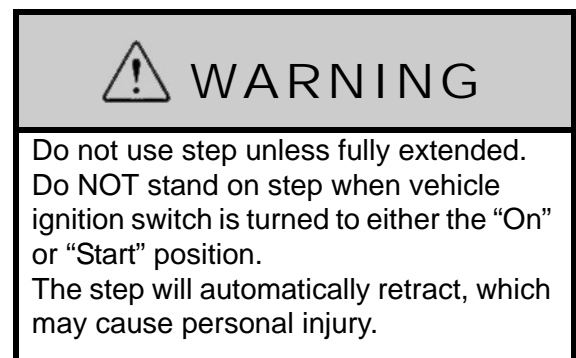 WARNING
Do not use step unless fully extended.
Do NOT stand on step when vehicle
ignition switch is turned to either the “On”
or “Start” position.
The step will automatically retract, which
may cause personal injury.